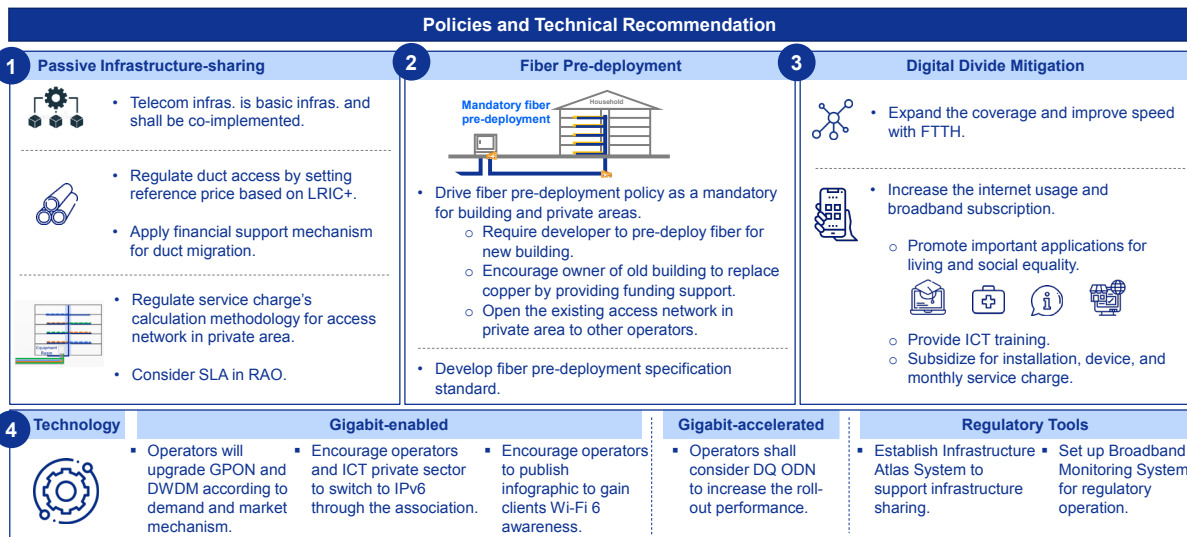 Policies and Technical Recommendation
1
Passive Infrastructure-sharing
• Telecom infras. is basic infras. and
shall be co-implemented.
• Regulate duct access by setting
reference price based on LRIC+.
• Apply financial support mechanism
for duct migration.
Equipment
Room
• Regulate service charge's
calculation methodology for access
network in private area.
• Consider SLA in RAO.
2
Fiber Pre-deployment
Mandatory fiber
pre-deployment
Household
• Drive fiber pre-deployment policy as a mandatory
for building and private areas.
o Require developer to pre-deploy fiber for
new building.
o Encourage owner of old building to replace
copper by providing funding support.
o Open the existing access network in
private area to other operators.
• Develop fiber pre-deployment specification
standard.
3
Digital Divide Mitigation
• Expand the coverage and improve speed
with FTTH.
• Increase the internet usage and
broadband subscription.
o Promote important applications for
living and social equality.
o Provide ICT training.
o Subsidize for installation, device, and
monthly service charge.
4
Technology
Gigabit-enabled
▪ Operators will
upgrade GPON and
DWDM according to
demand and market
mechanism.
▪ Encourage operators
and ICT private sector
to switch to IPv6
through the association.
▪ Encourage operators
to publish
infographic to gain
clients Wi-Fi 6
awareness.
Gigabit-accelerated
▪ Operators shall
consider DQ ODN
to increase the roll-
out performance.
Regulatory Tools
▪ Establish Infrastructure
Atlas System to
support infrastructure
sharing.
▪ Set up Broadband
Monitoring System
for regulatory
operation.